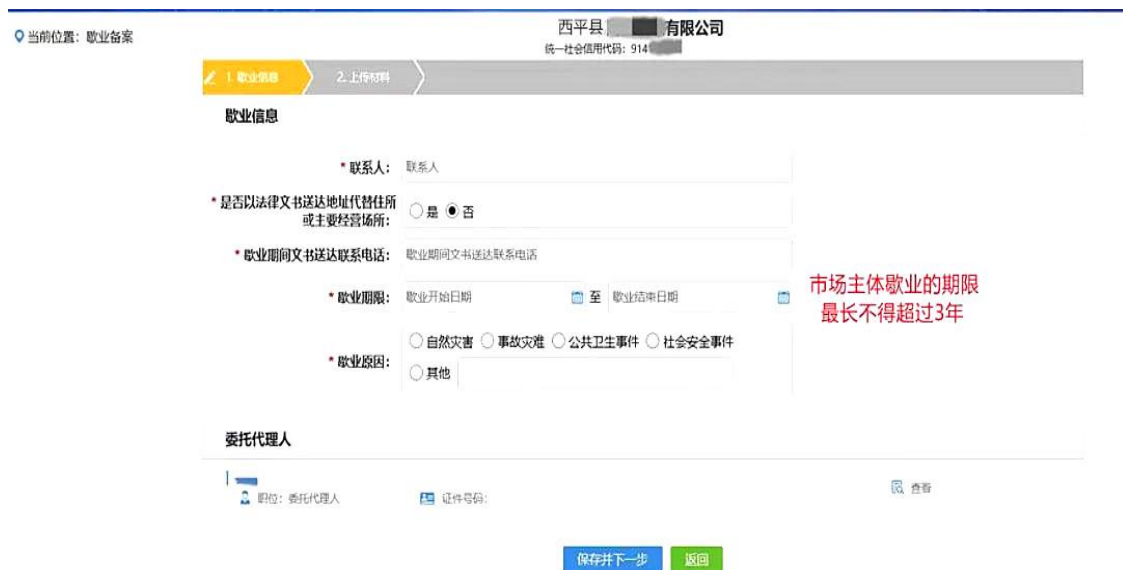 当前位置：歇业备案
西平县 有限公司
统一社会信用代码：914
1. 歇业信息
2. 上传材料
歇业信息
* 联系人： 联系人
* 是否以法律文书送达地址代替住所
或主要经营场所： 是 否
* 歇业期间文书送达联系电话： 歇业期间文书送达联系电话
* 歇业期限： 歇业开始日期 至 歇业结束日期
市场主体歇业的期限
最长不得超过3年
* 歇业原因： 自然灾害 事故灾难 公共卫生事件 社会安全事件
其他
委托代理人
职位：委托代理人 证件号码： 查看
保存并下一步 返回